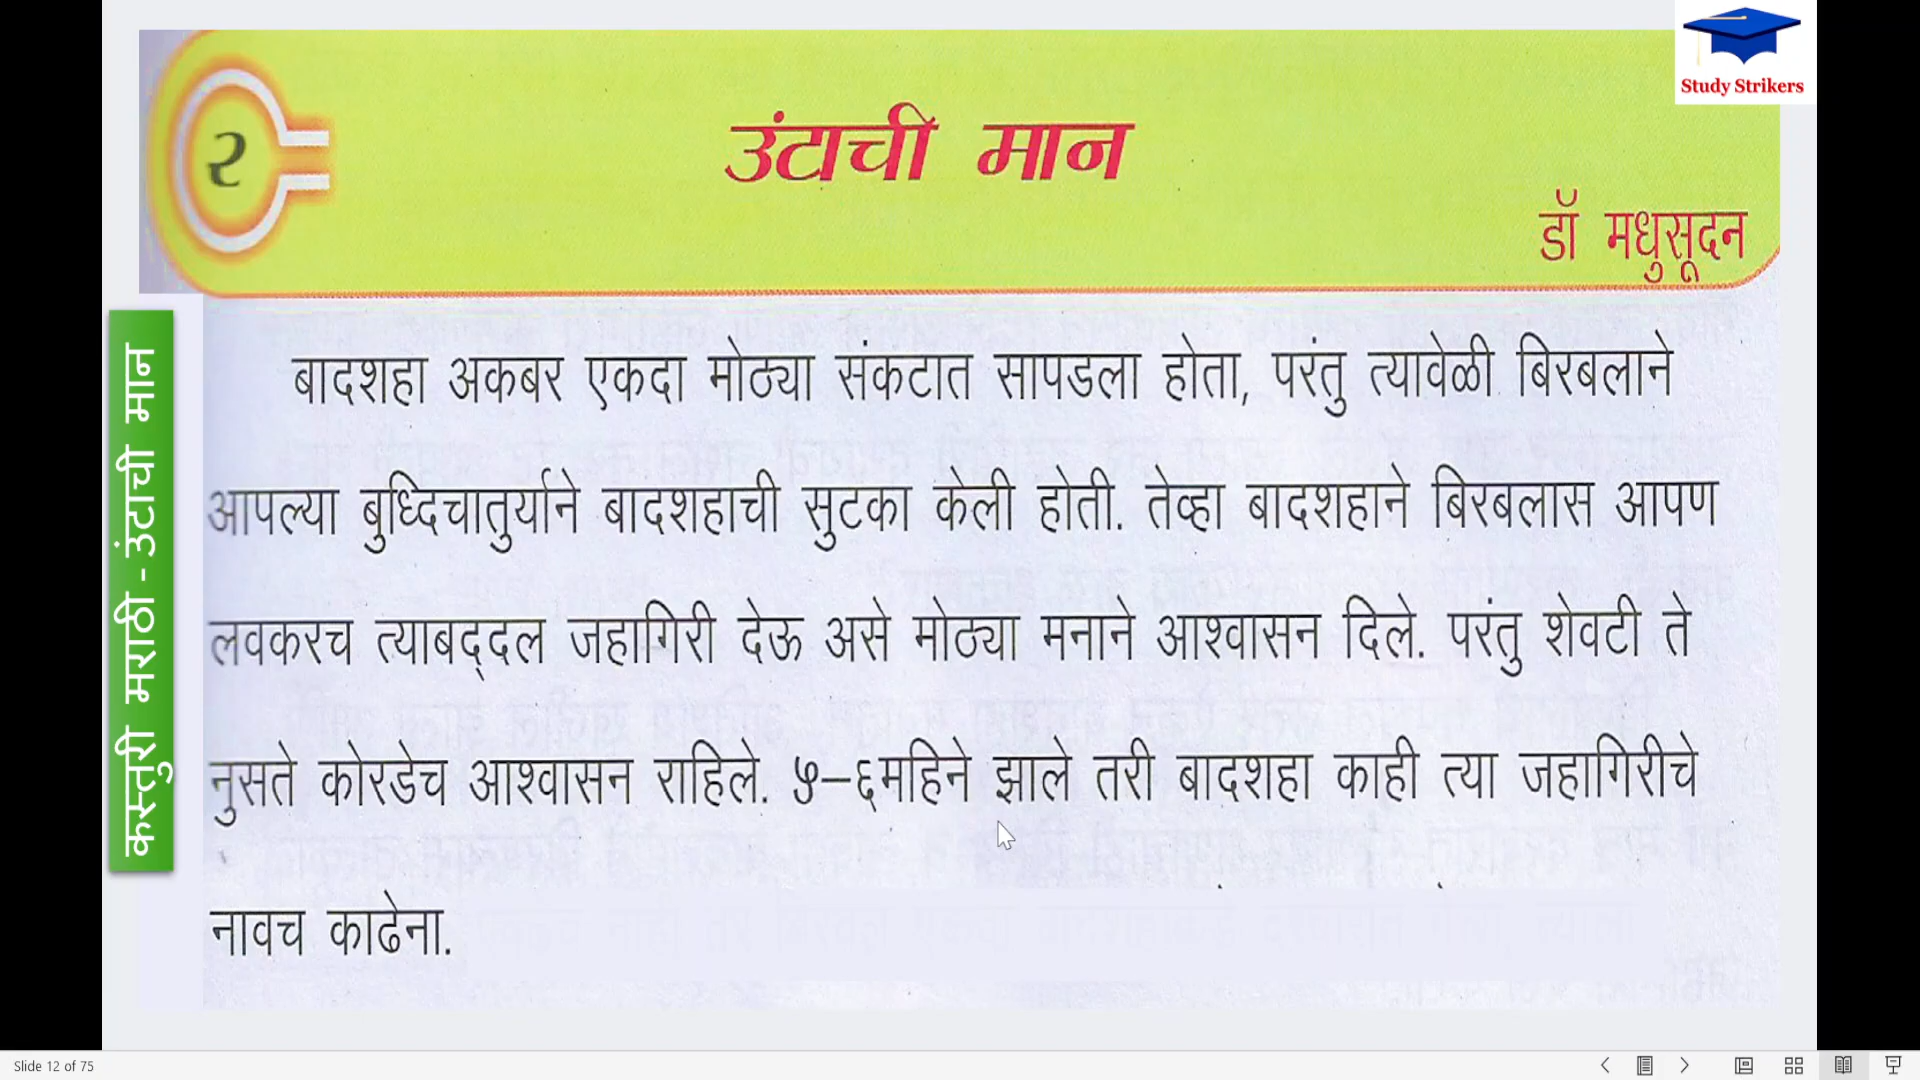 Study Strikers
२
उंटाची मान
डॉ मधुसूदन
कस्तुरी मराठी - उंटाची मान
बादशहा अकबर एकदा मोठ्या संकटात सापडला होता, परंतु त्यावेळी बिरबलाने
आपल्या बुध्दिचातुर्याने बादशहाची सुटका केली होती. तेव्हा बादशहाने बिरबलास आपण
लवकरच त्याबद्‌दल जहागिरी देऊ असे मोठ्या मनाने आश्वासन दिले. परंतु शेवटी ते
नुसते कोरडेच आश्वासन राहिले. ५–६महिने झाले तरी बादशहा काही त्या जहागिरीचे
नावच काढेना.
Slide 12 of 75